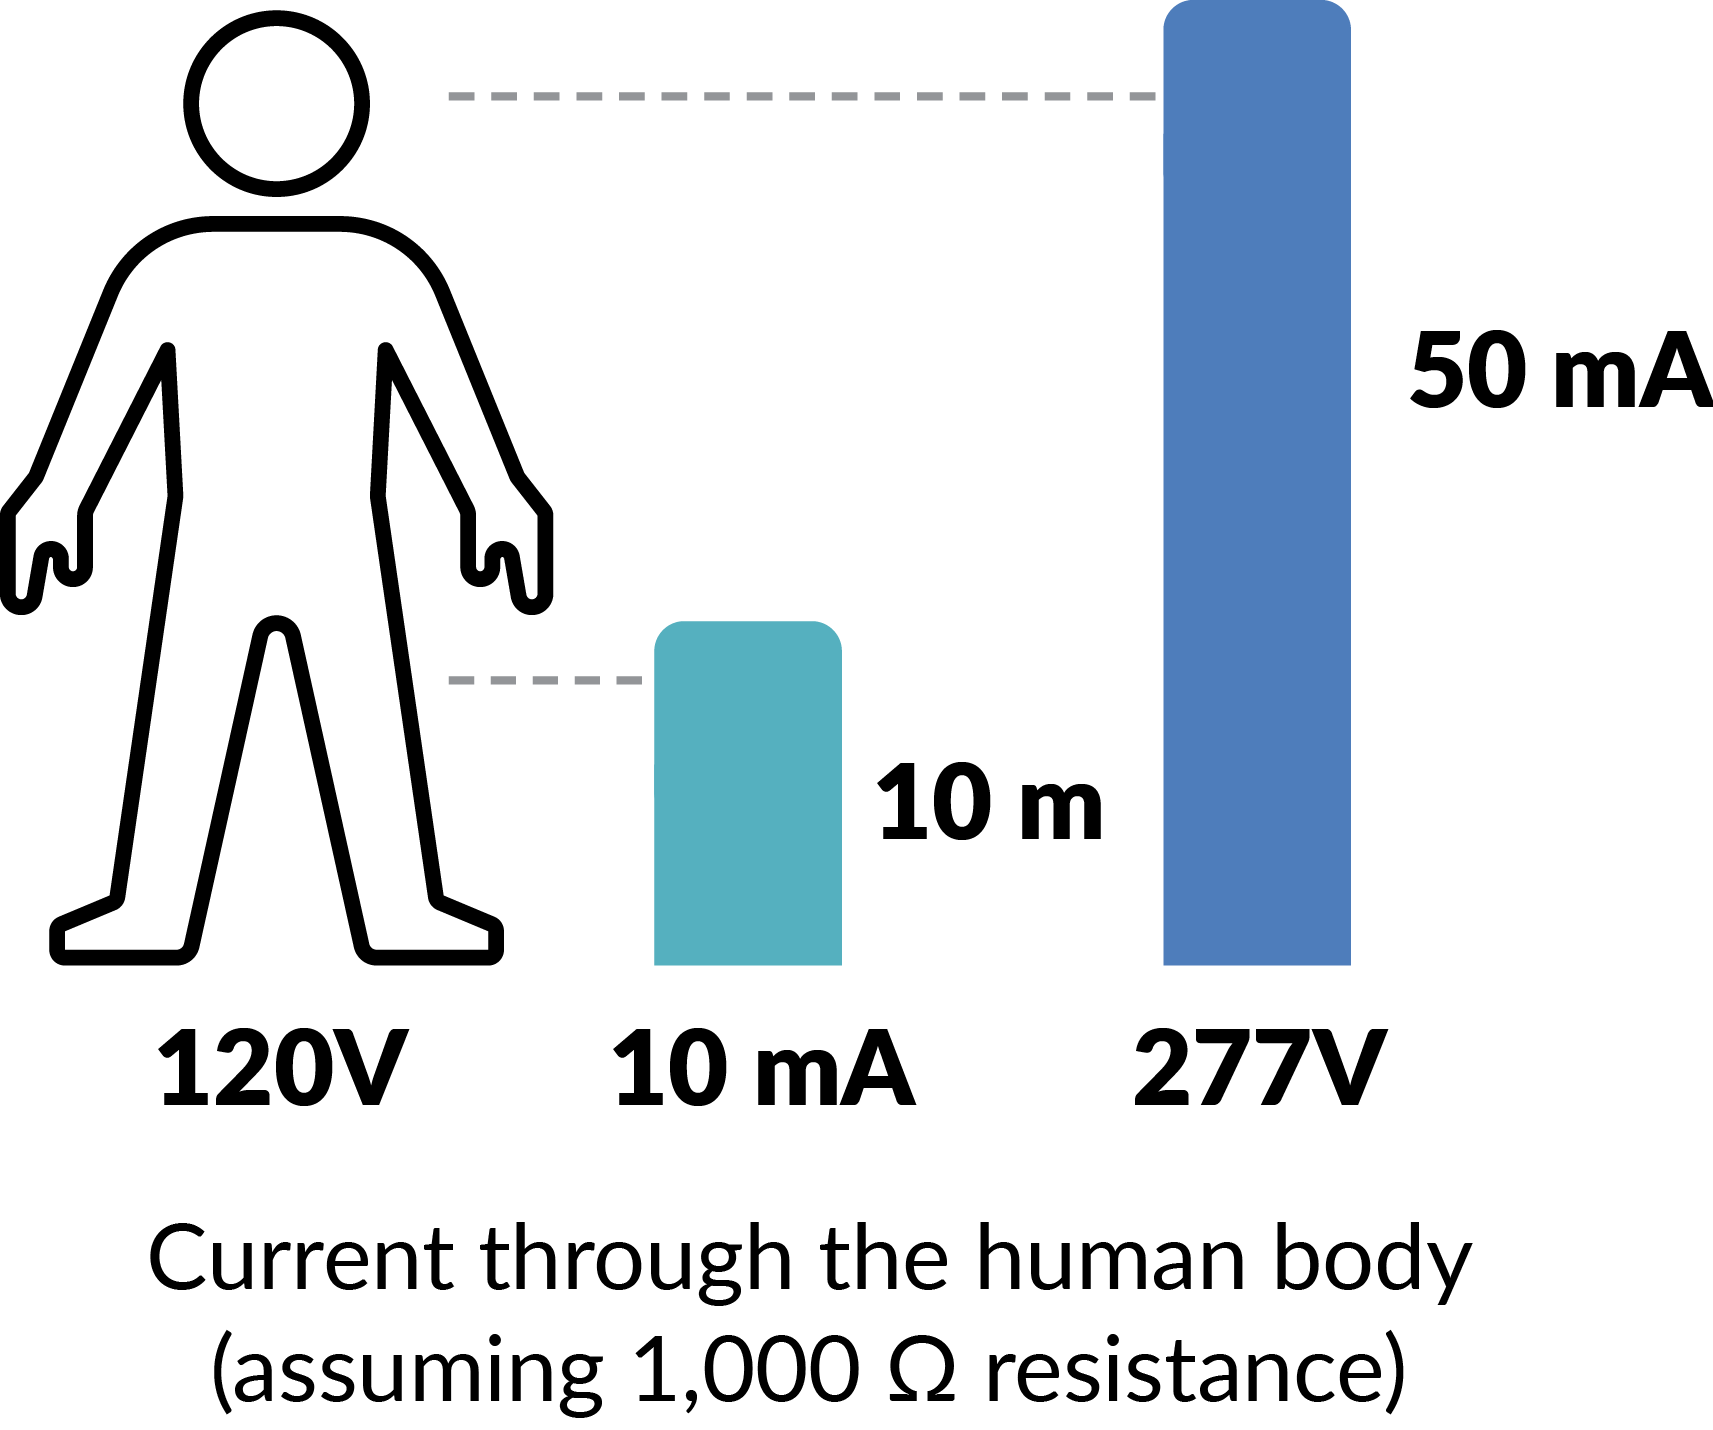 50 mA
10 m
120V 10 mA 277V
Current through the human body
(assuming 1,000 Ω resistance)